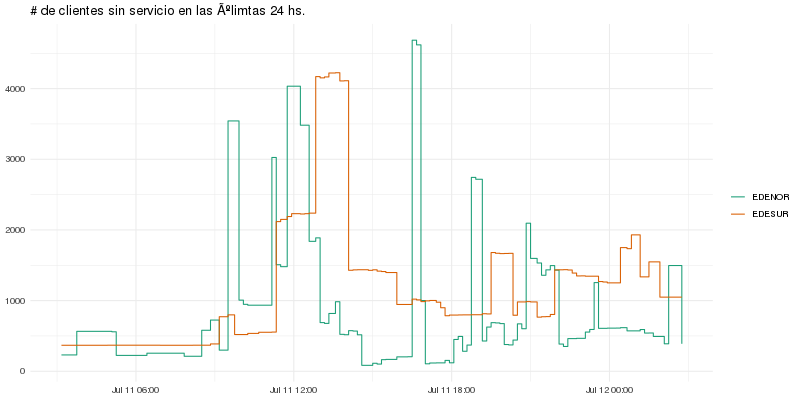 # de clientes sin servicio en las Ãºlimtas 24 hs.
4000
3000
2000
1000
0
Jul 11 06:00
Jul 11 12:00
Jul 11 18:00
Jul 12 00:00
EDENOR
EDESUR